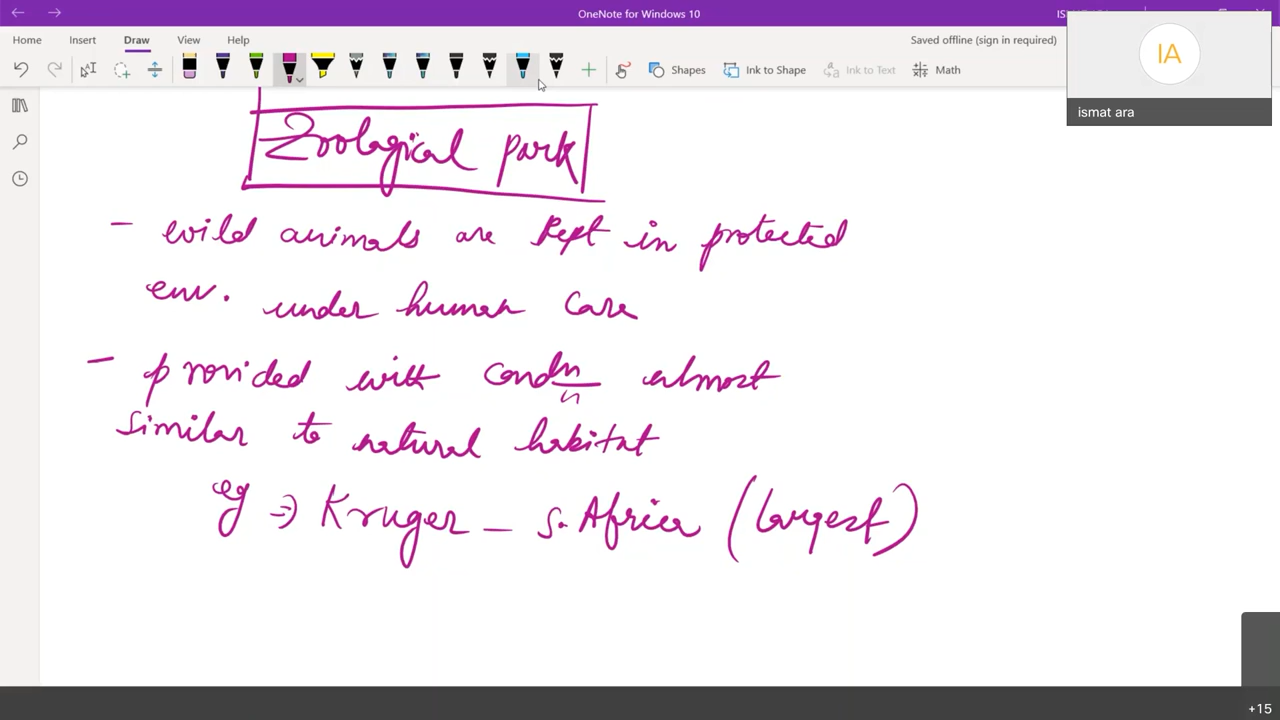 OneNote for Windows 10
Home Insert Draw View Help
Saved offline (sign in required)
Shapes Ink to Shape Ink to Text Math
IA
ismat ara
Zoological park
- wild animals are kept in protected
env. under human care
- provided with condn almost
similar to natural habitat
eg ⇒ Kruger - S. Africa (largest)
+15